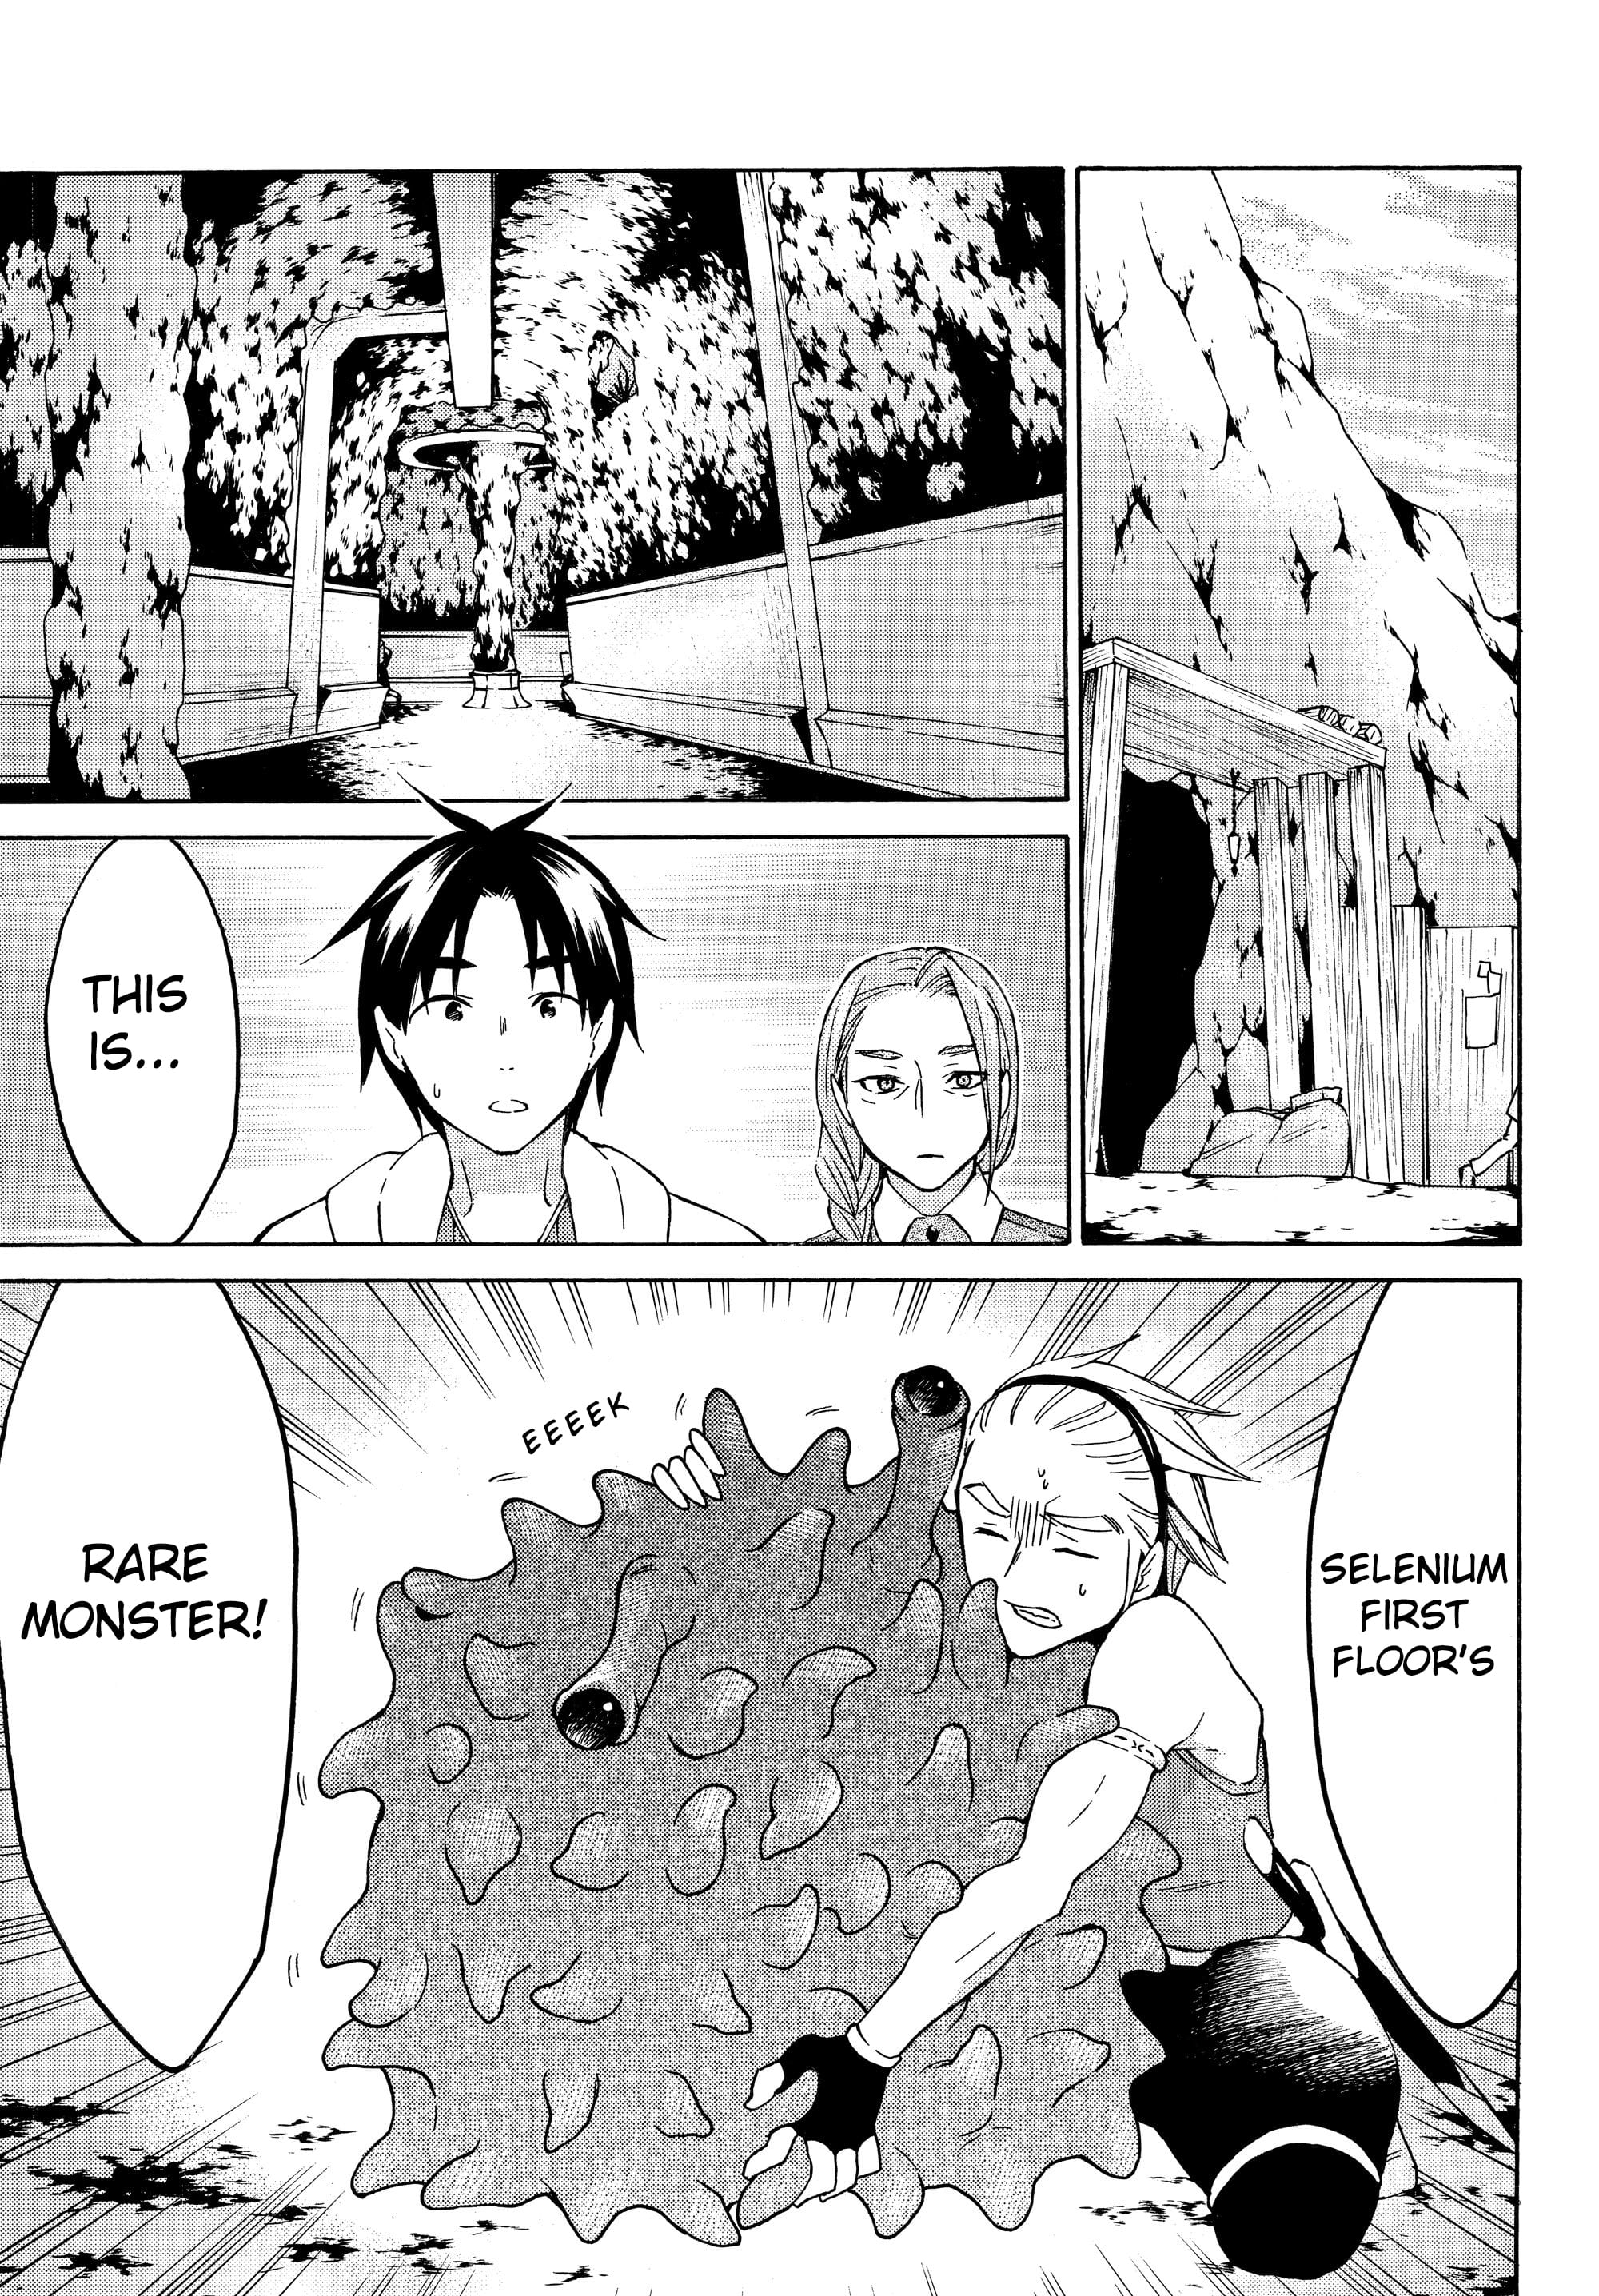 THIS
IS...
SELENIUM
FIRST
FLOOR'S
EEEEK
RARE
MONSTER!